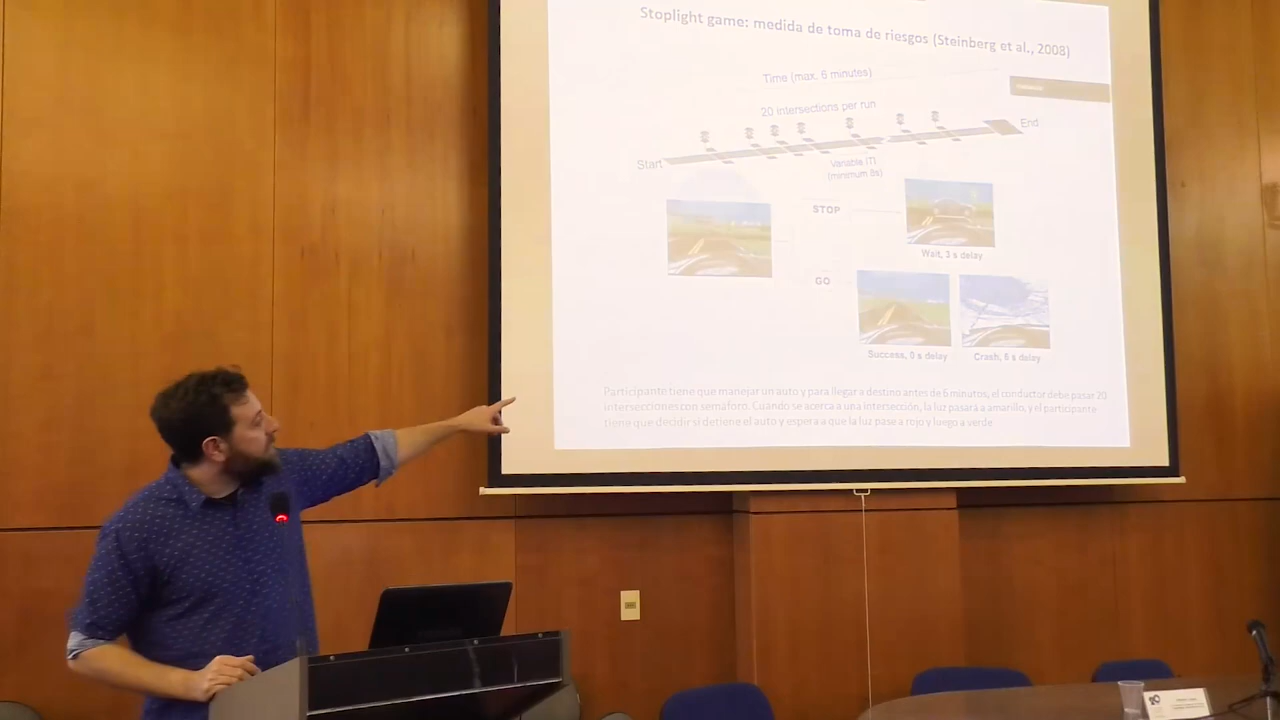 Stoplight game: medida de toma de riesgos (Steinberg et al., 2008)
Time (max. 6 minutes)
20 intersections per run
Start
End
Variable ITI
(minimum 8s)
STOP
Wait, 3 s delay
GO
Success, 0 s delay
Crash, 6 s delay
Participante tiene que manejar un auto y para llegar a destino antes de 6 minutos, el conductor debe pasar 20
intersecciones con semáforo. Cuando se acerca a una intersección, la luz pasará a amarillo, y el participante
tiene que decidir si detiene el auto y espera a que la luz pase a rojo y luego a verde